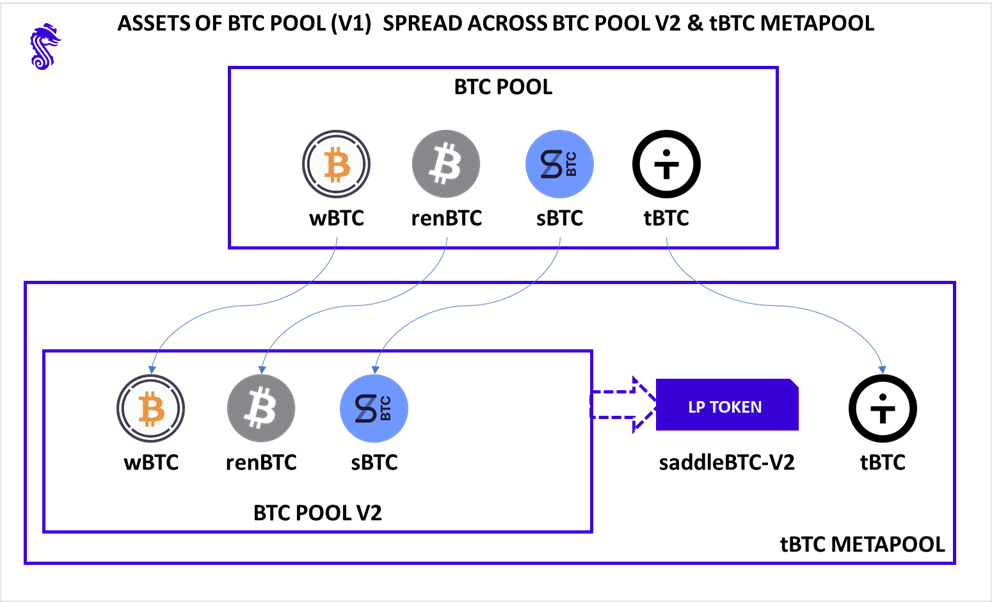 ASSETS OF BTC POOL (V1) SPREAD ACROSS BTC POOL V2 & tBTC METAPOOL
BTC POOL
BTC
wBTC renBTC sBTC tBTC
BTC
LP TOKEN
wBTC renBTC sBTC saddleBTC-V2 tBTC
BTC POOL V2
tBTC METAPOOL